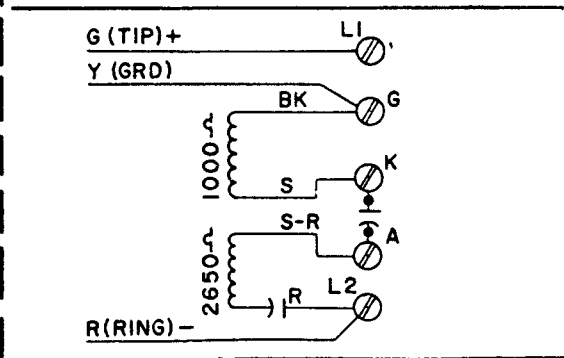 G (TIP) +
L1
Y (GRD)
G
BK
1000
K
S
S-R
A
2650
L2
R
R(RING) −